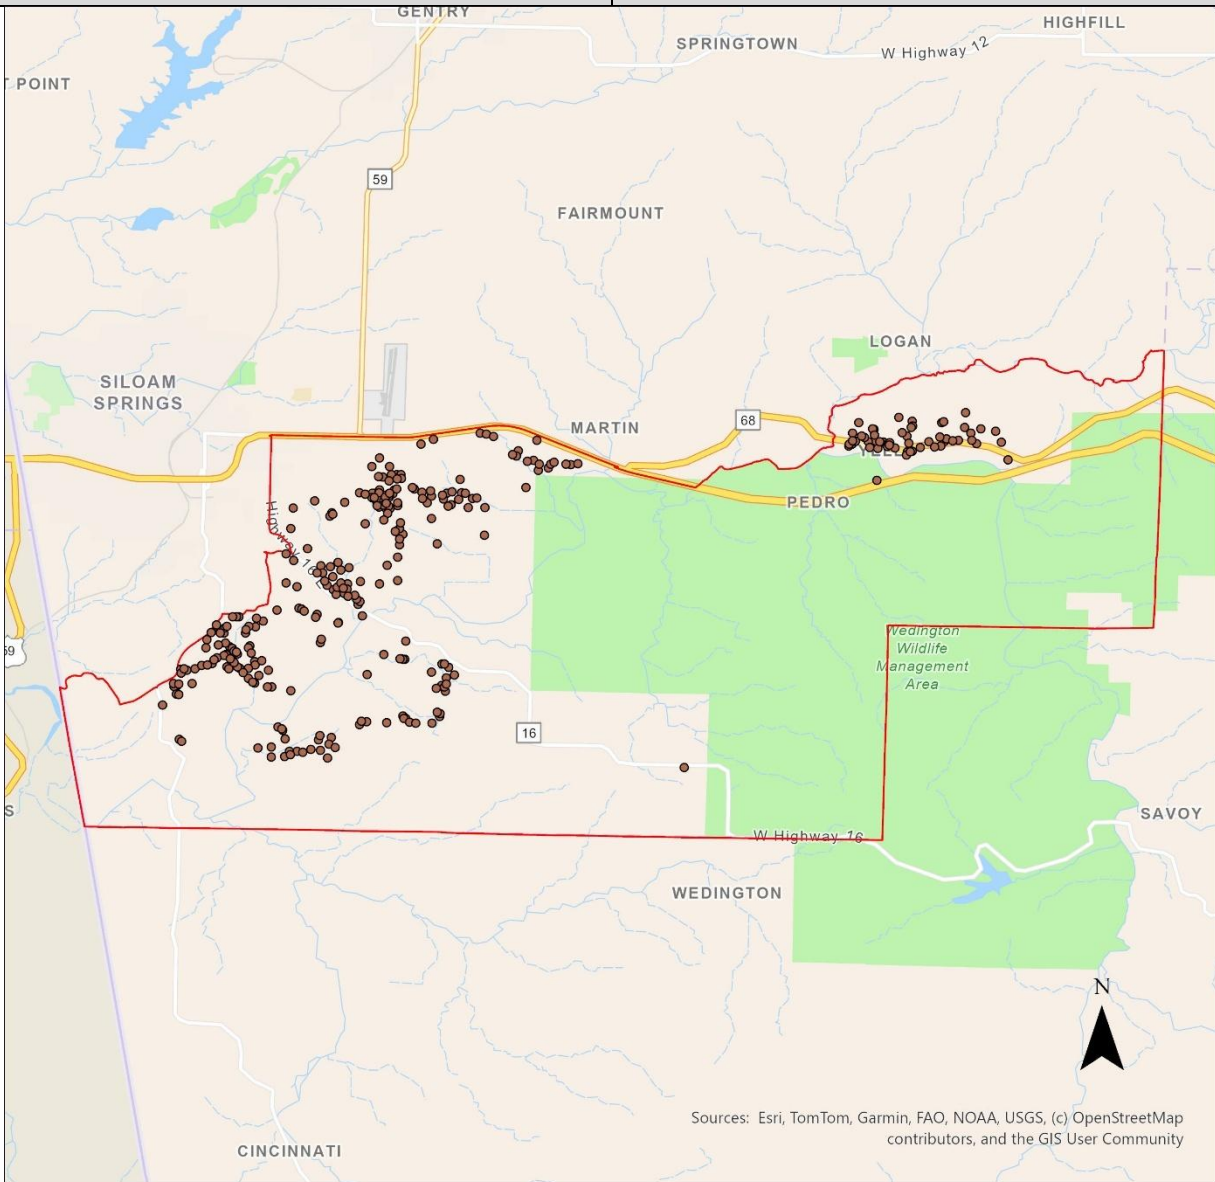 GENTRY
HIGHFILL
SPRINGTOWN
W Highway 12
T POINT
59
FAIRMOUNT
LOGAN
SILOAM
SPRINGS
68
MARTIN
PEDRO
59
Wedington
Wildlife
Management
Area
16
S
SAVOY
W Highway 16
WEDINGTON
N
Sources: Esri, TomTom, Garmin, FAO, NOAA, USGS, (c) OpenStreetMap
contributors, and the GIS User Community
CINCINNATI